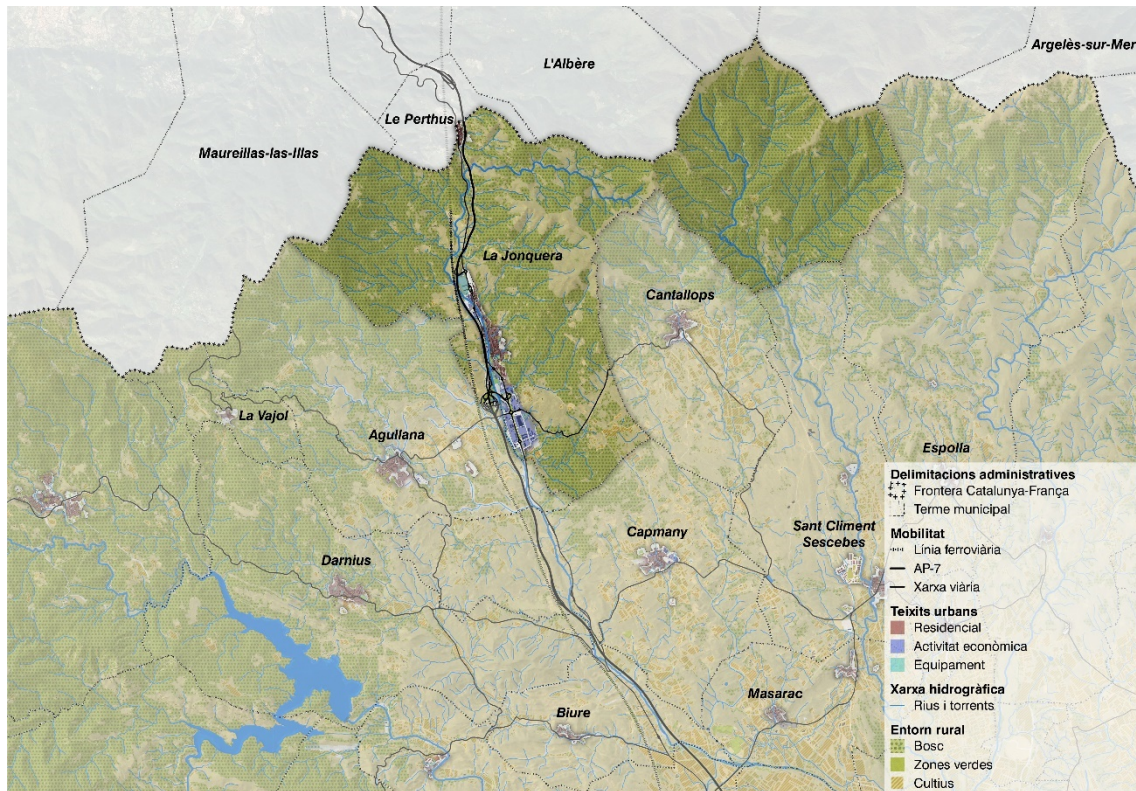 Argelès-sur-Mer
L'Albère
Le Perthus
Maureillas-las-Illas
La Jonquera
Cantallops
La Vajol
Agullana
Espolla
Capmany
Sant Climent
Sescebes
Darnius
Masarac
Biure
Delimitacions administratives
Frontera Catalunya-França
Terme municipal
Mobilitat
Línia ferroviària
AP-7
Xarxa viària
Teixits urbans
Residencial
Activitat econòmica
Equipament
Xarxa hidrogràfica
Rius i torrents
Entorn rural
Bosc
Zones verdes
Cultius